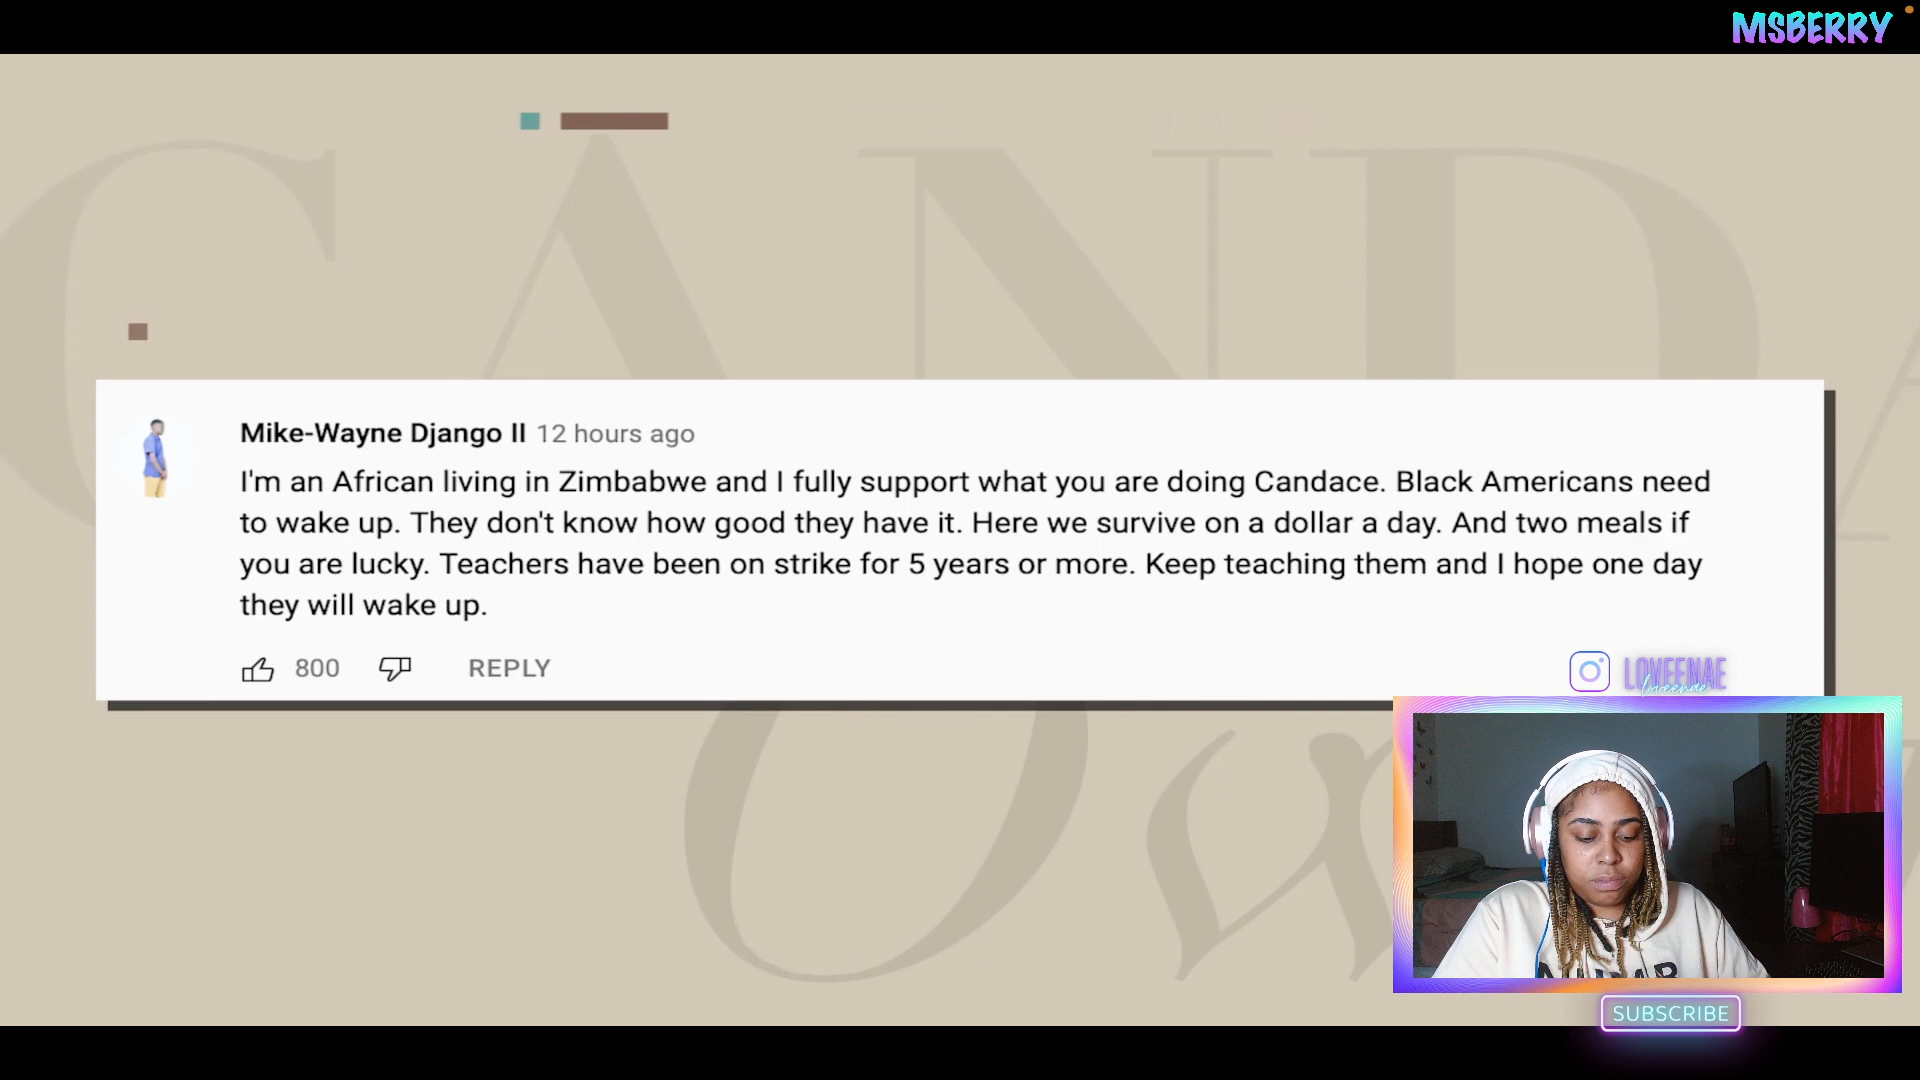 MSBERRY
CANDA
Mike-Wayne Django II 12 hours ago
I'm an African living in Zimbabwe and I fully support what you are doing Candace. Black Americans need
to wake up. They don't know how good they have it. Here we survive on a dollar a day. And two meals if
you are lucky. Teachers have been on strike for 5 years or more. Keep teaching them and I hope one day
they will wake up.
800 REPLY
LOVEENAE
loveenae
Ow
SUBSCRIBE